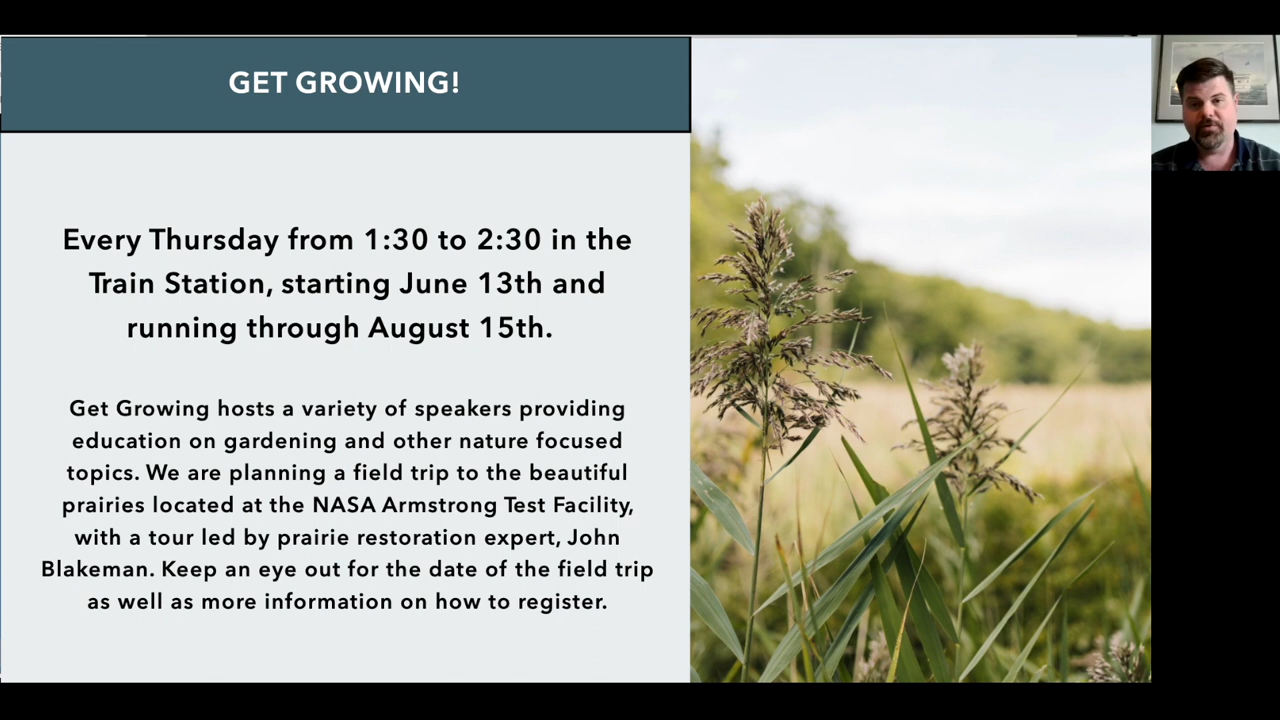 GET GROWING!
Every Thursday from 1:30 to 2:30 in the
Train Station, starting June 13th and
running through August 15th.
Get Growing hosts a variety of speakers providing
education on gardening and other nature focused
topics. We are planning a field trip to the beautiful
prairies located at the NASA Armstrong Test Facility,
with a tour led by prairie restoration expert, John
Blakeman. Keep an eye out for the date of the field trip
as well as more information on how to register.